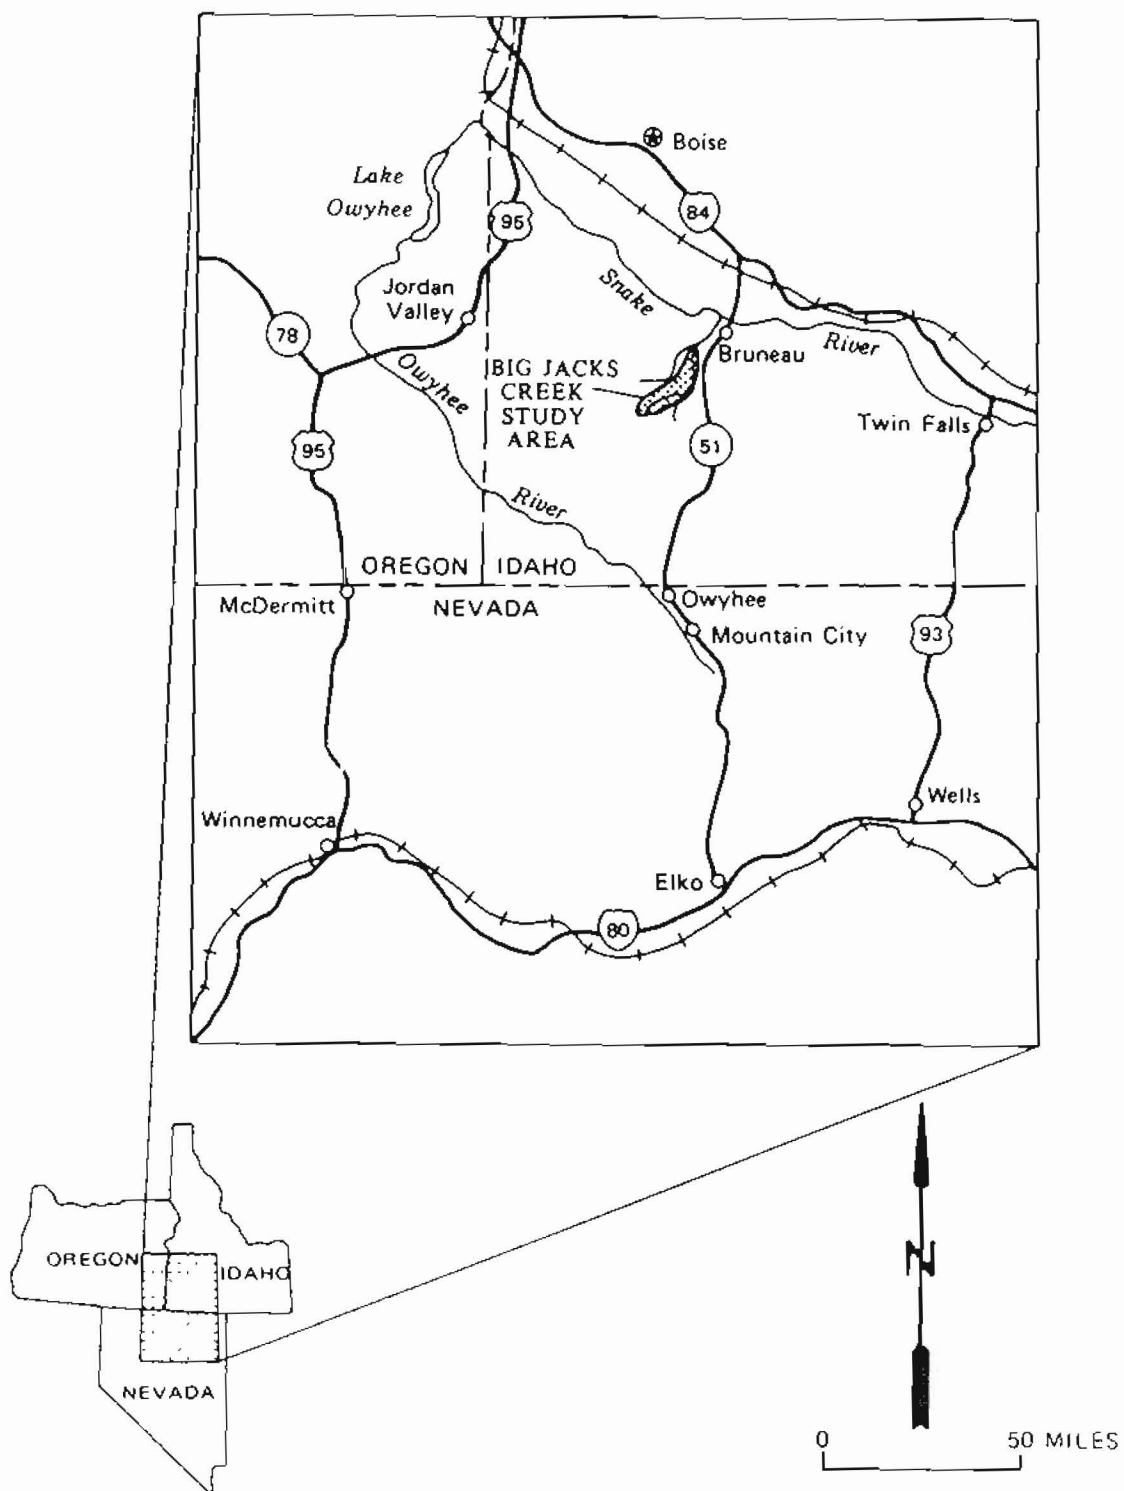 Boise
Lake
Owyhee
84
95
Jordan
Valley
Snake
78
Bruneau
River
Owyhee
BIG JACKS
CREEK
STUDY
AREA
Twin Falls
95
51
River
OREGON
IDAHO
McDermitt
NEVADA
Owyhee
Mountain City
93
Wells
Winnemucca
Elko
80
OREGON
IDAHO
NEVADA
N
0
50 MILES